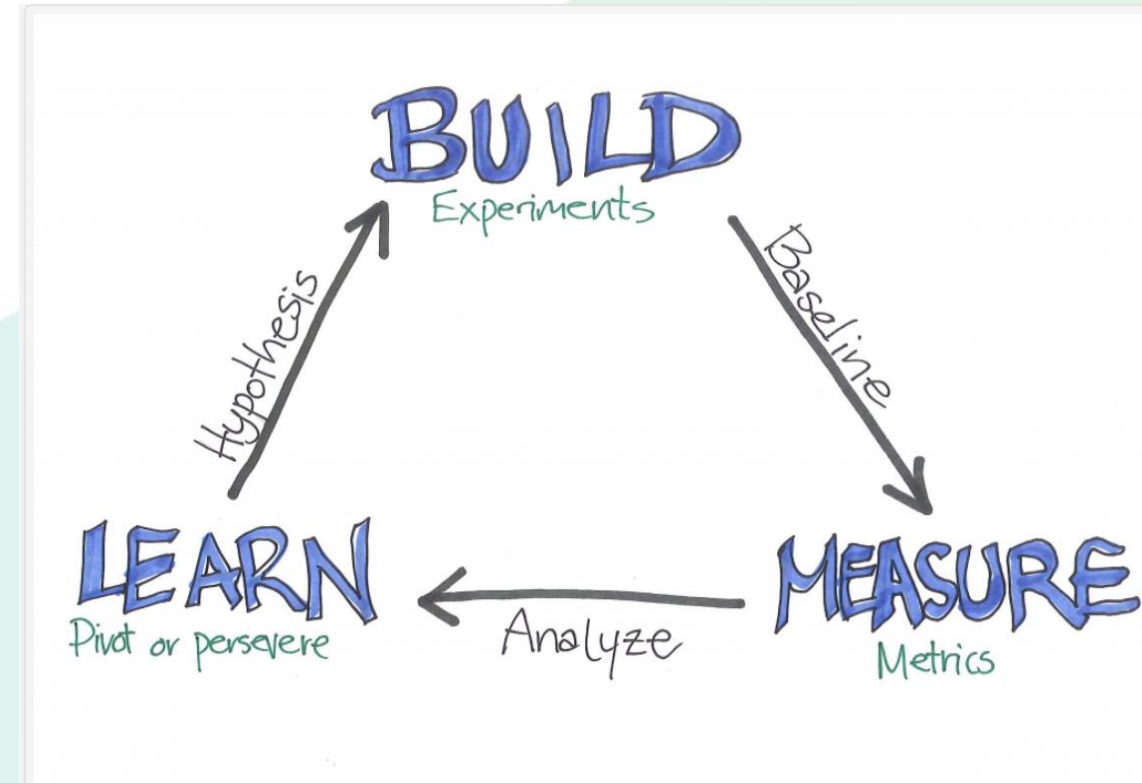 BUILD
Experiments
Baseline
Hypothesis
LEARN
Pivot or persevere
Analyze
MEASURE
Metrics